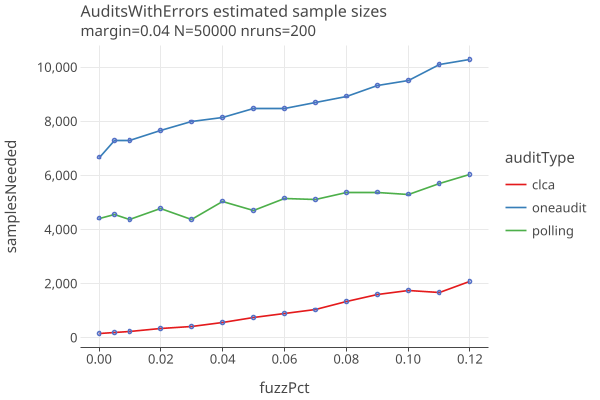 AuditsWithErrors estimated sample sizes
margin=0.04 N=50000 nruns=200
samplesNeeded
10,000
8,000
6,000
4,000
2,000
0
0.00 0.02 0.04 0.06 0.08 0.10 0.12
fuzzPct
auditType
clca
oneaudit
polling